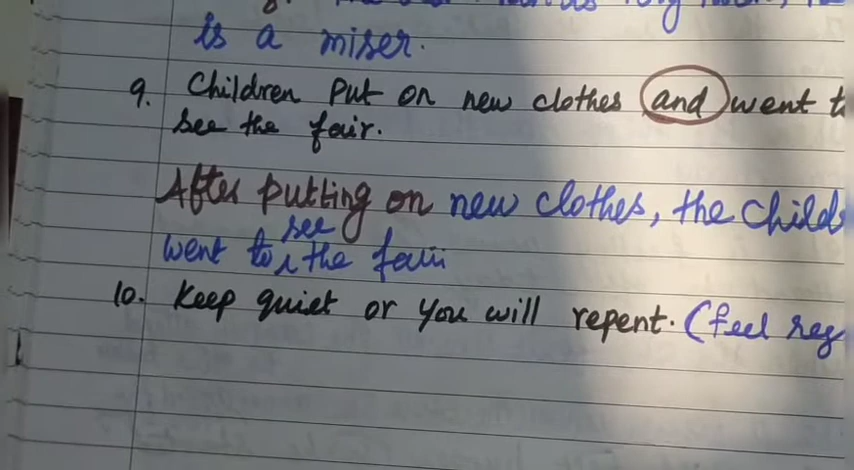 is a miser.
9. Children put on new clothes and went t
see the fair.
After putting on new clothes, the Child
see
went to the fair
10. Keep quiet or you will repent. (feel reg